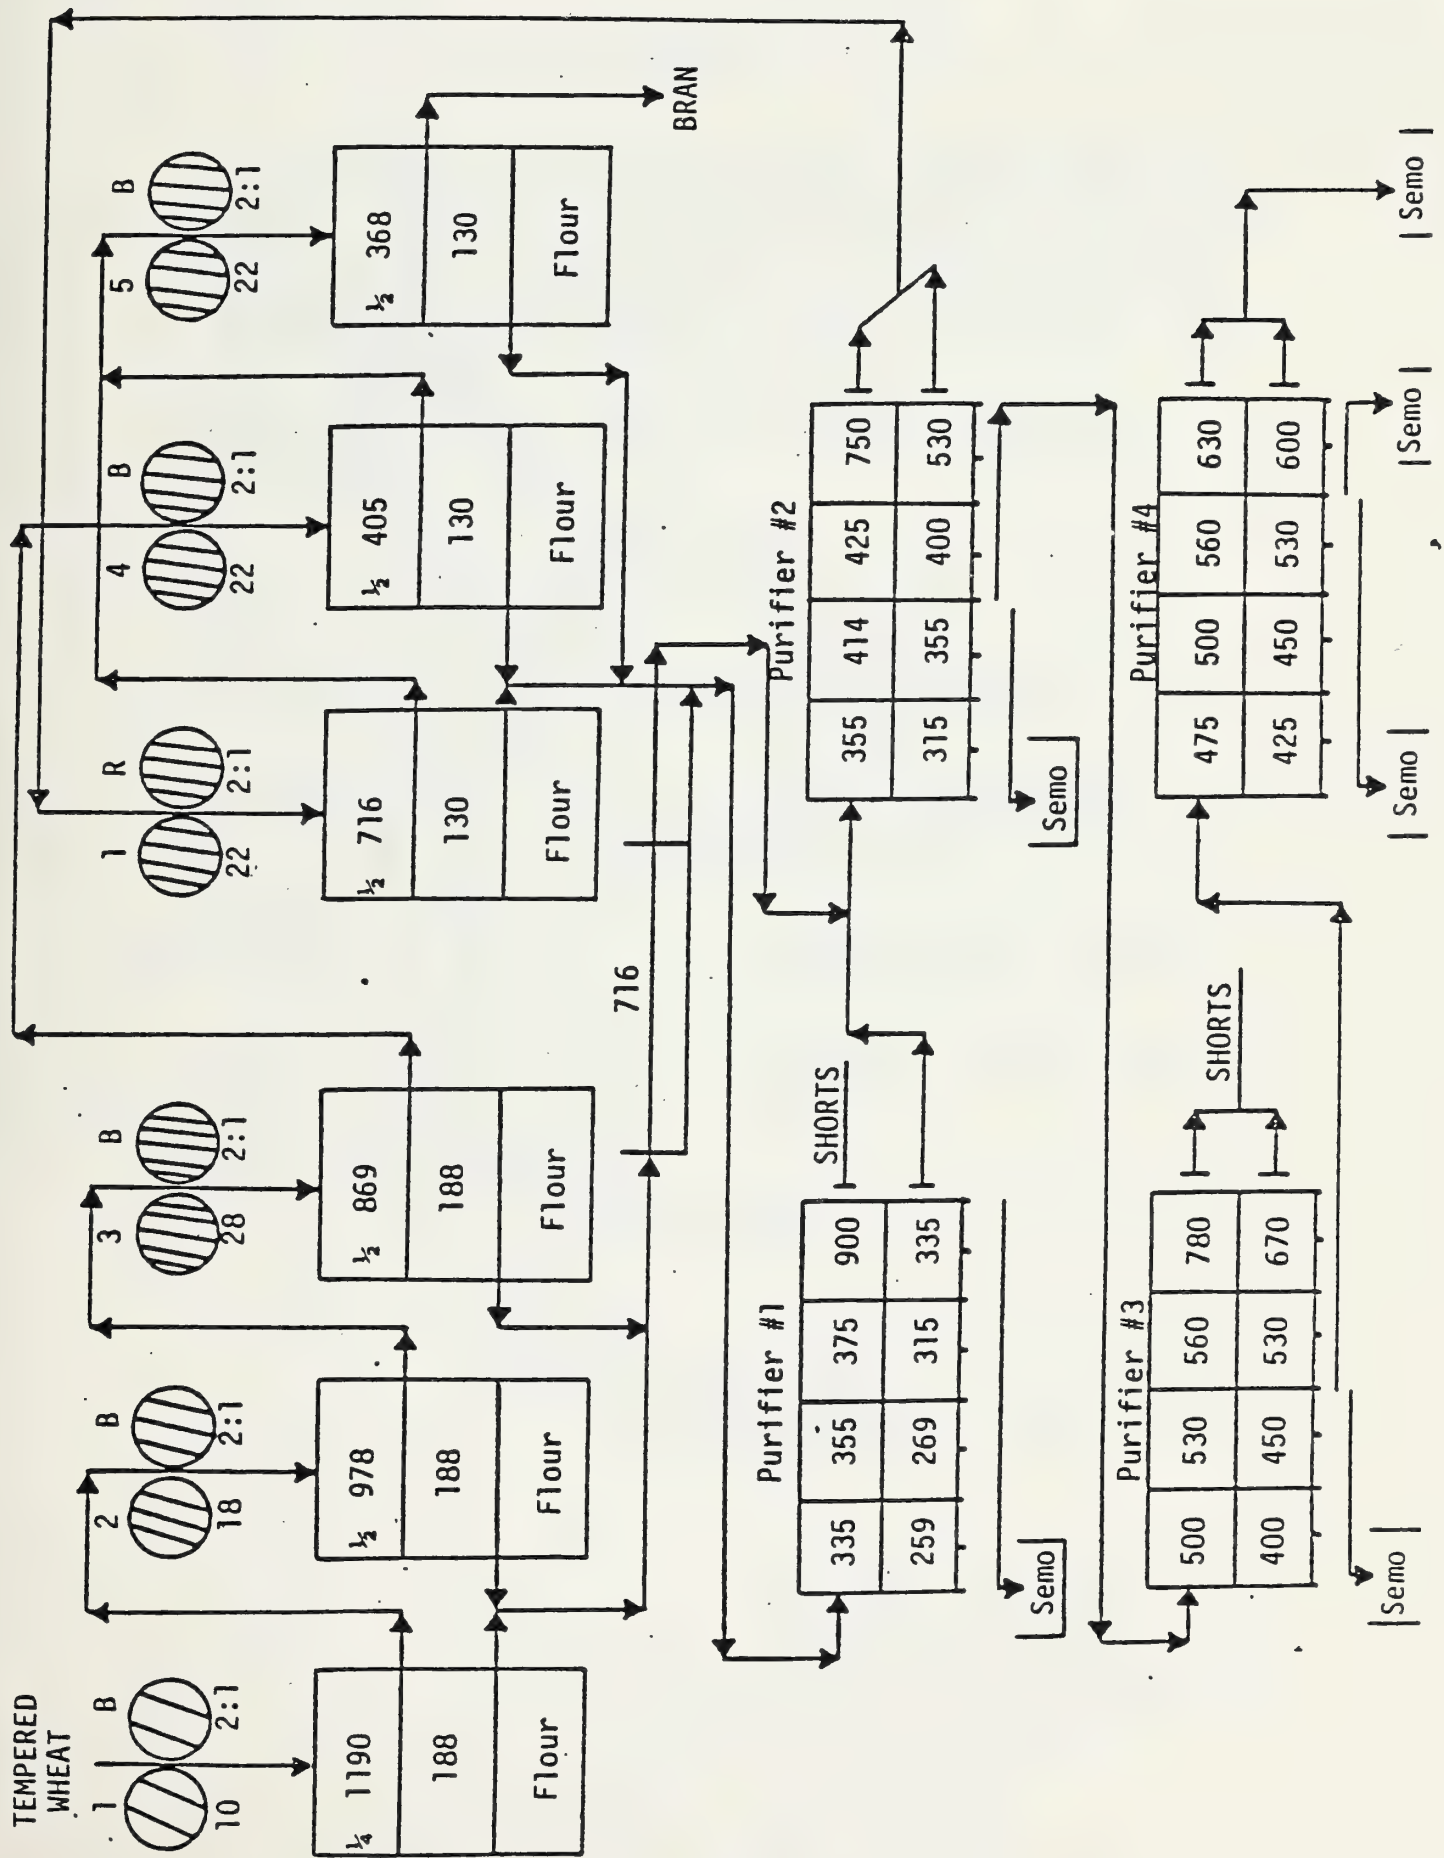 TEMPERED
WHEAT
1 B
10 2:1
¼ 1190
188
Flour
2 B
18 2:1
½ 978
188
Flour
3 B
28 2:1
½ 869
188
Flour
1 R
22 2:1
½ 716
130
Flour
4 B
22 2:1
½ 405
130
Flour
5 B
22 2:1
½ 368
130
Flour
BRAN
716
Purifier #1
335 355 375 900
259 269 315 335
SHORTS
Semo
Purifier #2
355 414 425 750
315 355 400 530
Semo
Purifier #3
500 530 560 780
400 450 530 670
SHORTS
Semo
Purifier #4
475 500 560 630
425 450 530 600
Semo
Semo
Semo